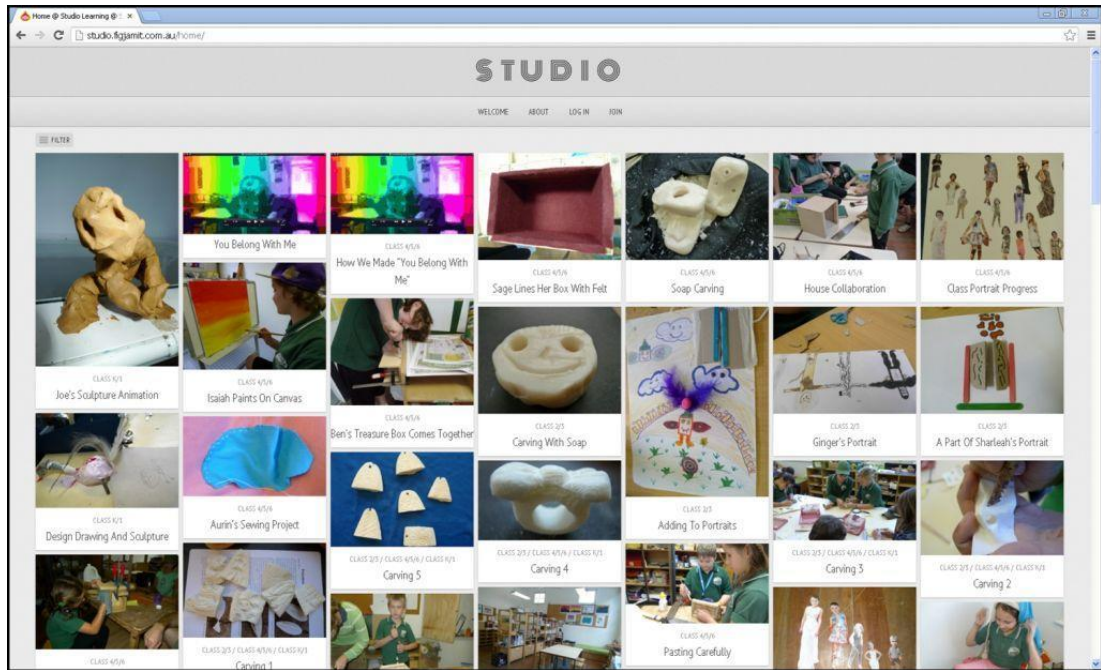 Home @ Studio Learning @
studio.figjamit.com.au/home/
STUDIO
WELCOME ABOUT LOG IN JOIN
FILTER
CLASS K/1
Joe's Sculpture Animation
CLASS K/1
Design Drawing And Sculpture
CLASS 4/5/6
You Belong With Me
CLASS 4/5/6
Isaiah Paints On Canvas
CLASS 4/5/6
Aurin's Sewing Project
CLASS 2/3 / CLASS 4/5/6 / CLASS K/1
Carving 1
CLASS 4/5/6
How We Made "You Belong With
Me"
CLASS 4/5/6
Ben's Treasure Box Comes Together
CLASS 2/3 / CLASS 4/5/6 / CLASS K/1
Carving 5
CLASS 4/5/6
Sage Lines Her Box With Felt
CLASS 2/3
Carving With Soap
CLASS 2/3 / CLASS 4/5/6 / CLASS K/1
Carving 4
CLASS 4/5/6
Soap Carving
CLASS 2/3
Adding To Portraits
CLASS 4/5/6
Pasting Carefully
CLASS 4/5/6
House Collaboration
CLASS 2/3
Ginger's Portrait
CLASS 2/3 / CLASS 4/5/6 / CLASS K/1
Carving 3
CLASS 4/5/6
Class Portrait Progress
CLASS 2/3
A Part Of Sharleah's Portrait
CLASS 2/3 / CLASS 4/5/6 / CLASS K/1
Carving 2